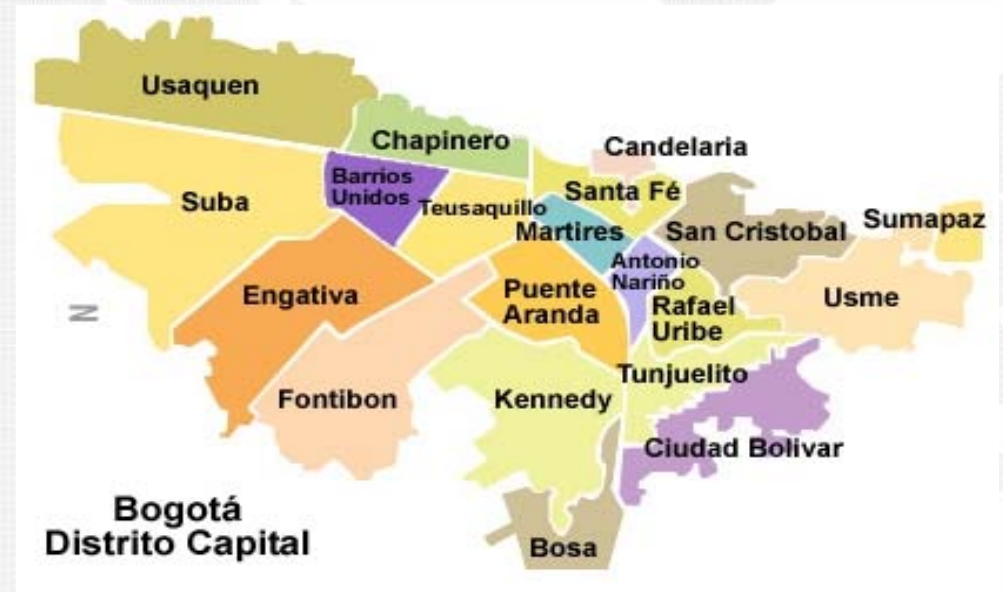 Usaquen
Chapinero
Candelaria
Barrios
Unidos
Suba
Teusaquillo
Santa Fé
Martires
San Cristobal
Sumapaz
Antonio
Nariño
Engativa
Puente
Aranda
Rafael
Uribe
Usme
N
Fontibon
Kennedy
Tunjuelito
Ciudad Bolivar
Bogotá
Distrito Capital
Bosa